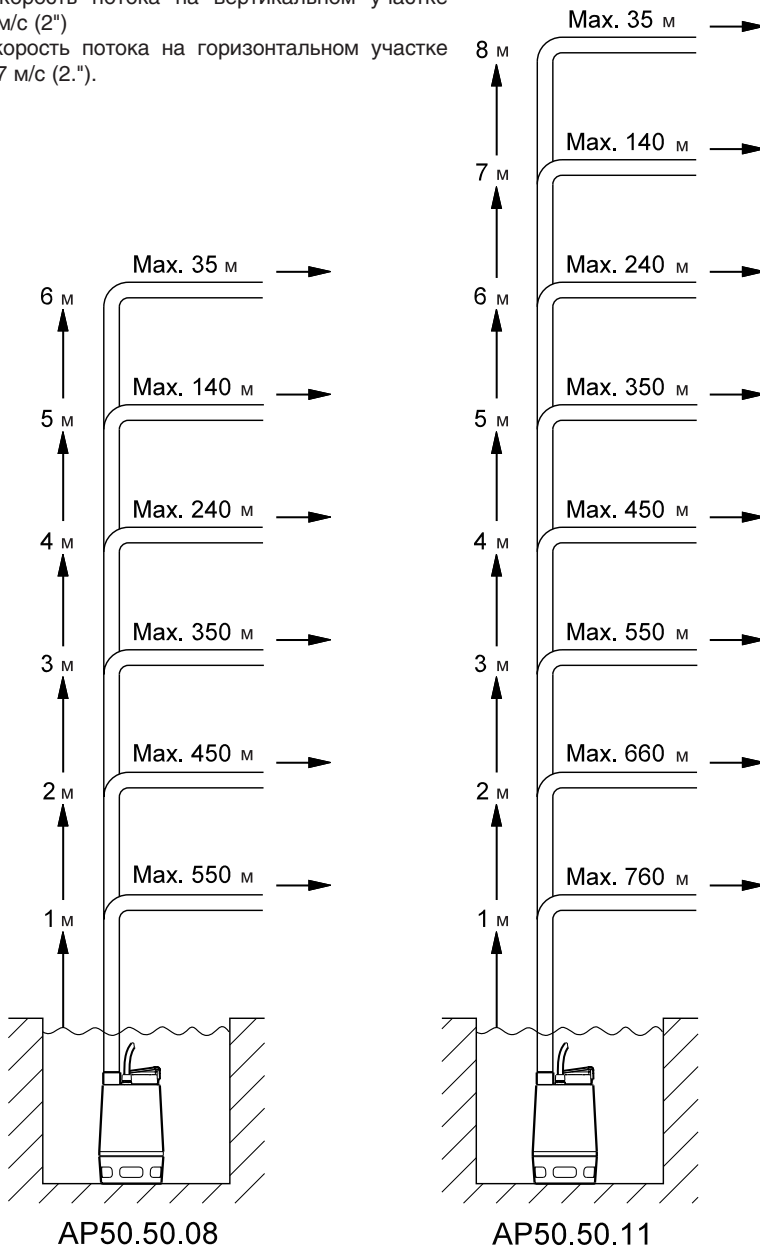 корость потока на вертикальном участке
м/с (2")
корость потока на горизонтальном участке
7 м/с (2.").
Max. 35 м
6 м
Max. 140 м
5 м
Max. 240 м
4 м
Max. 350 м
3 м
Max. 450 м
2 м
Max. 550 м
1 м
AP50.50.08
Max. 35 м
8 м
Max. 140 м
7 м
Max. 240 м
6 м
Max. 350 м
5 м
Max. 450 м
4 м
Max. 550 м
3 м
Max. 660 м
2 м
Max. 760 м
1 м
AP50.50.11